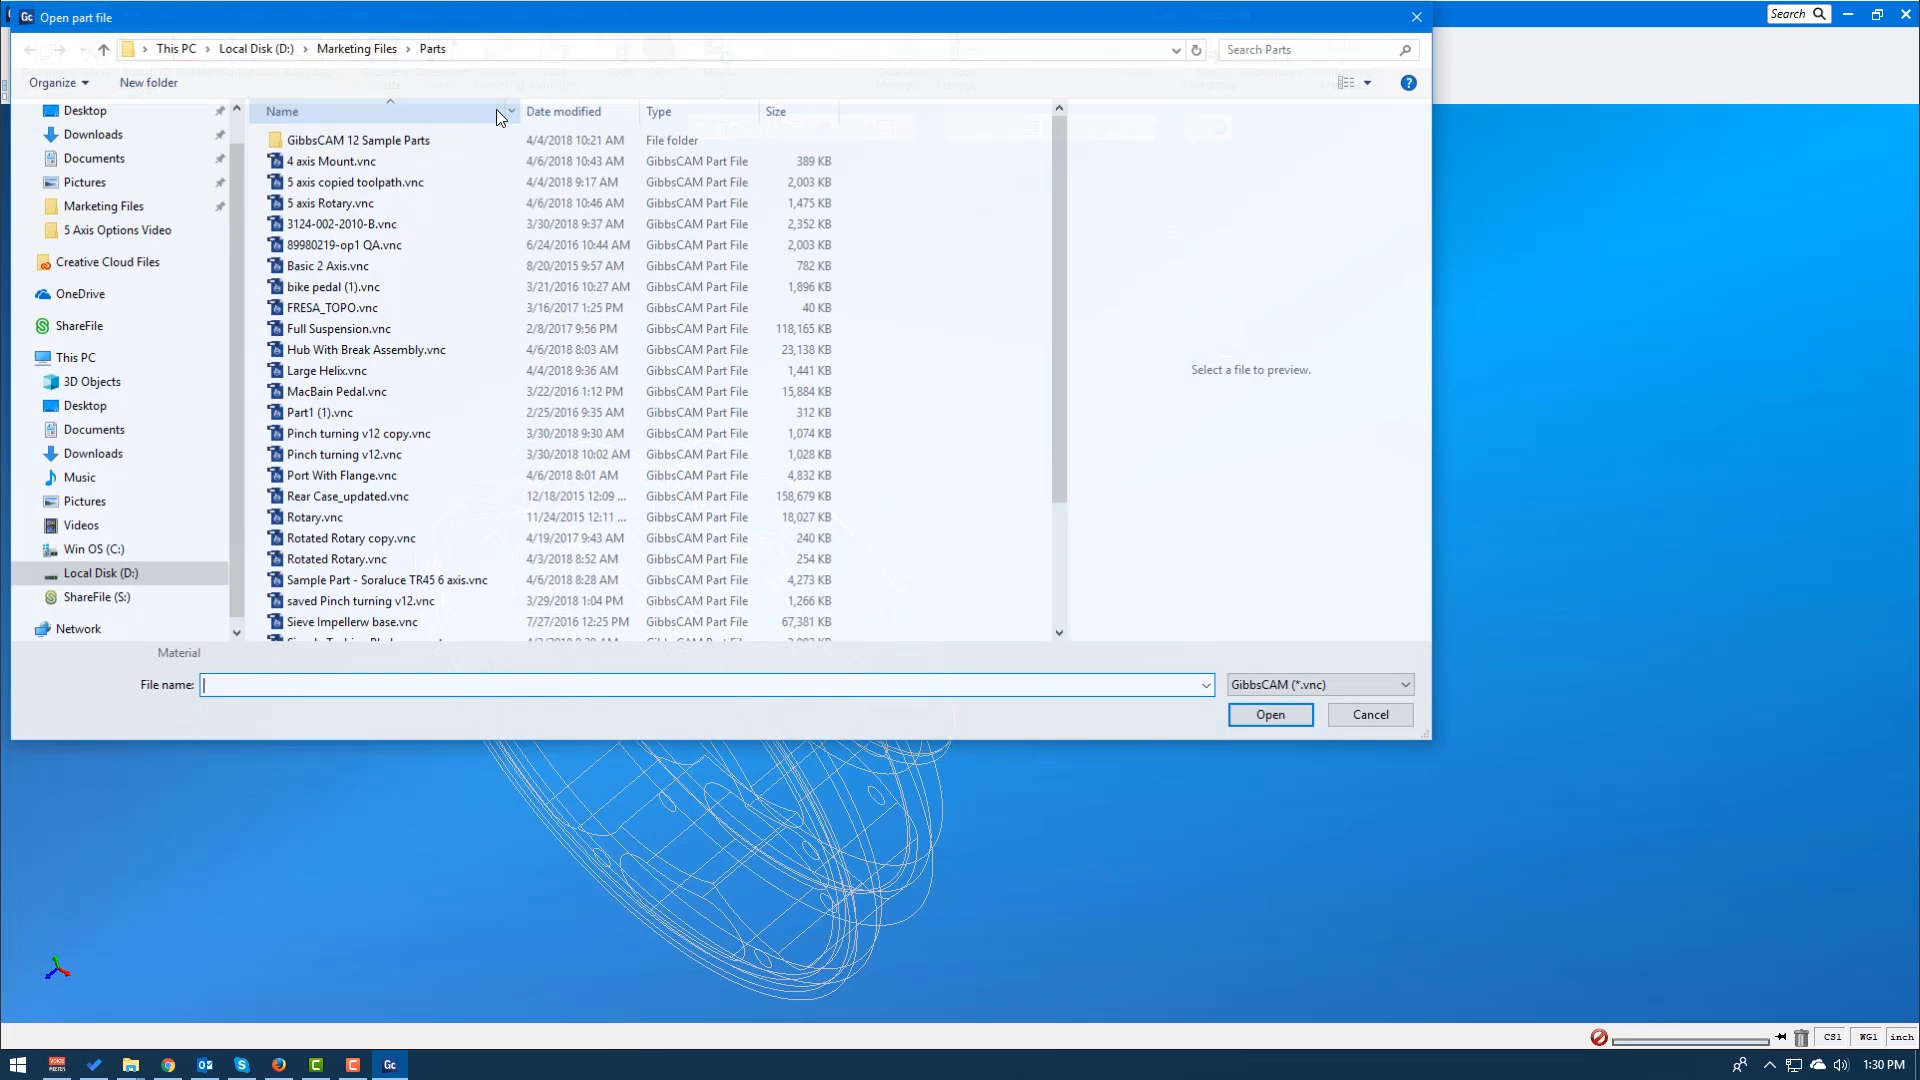 Gc Open part file
Search
This PC > Local Disk (D:) > Marketing Files > Parts
Search Parts
Organize
New folder
Name
Date modified
Type
Size
Desktop
Downloads
Documents
Pictures
Marketing Files
5 Axis Options Video
Creative Cloud Files
OneDrive
ShareFile
This PC
3D Objects
Desktop
Documents
Downloads
Music
Pictures
Videos
Win OS (C:)
Local Disk (D:)
ShareFile (S:)
Network
GibbsCAM 12 Sample Parts 4/4/2018 10:21 AM File folder
4 axis Mount.vnc 4/6/2018 10:43 AM GibbsCAM Part File 389 KB
5 axis copied toolpath.vnc 4/4/2018 9:17 AM GibbsCAM Part File 2,003 KB
5 axis Rotary.vnc 4/6/2018 10:46 AM GibbsCAM Part File 1,475 KB
3124-002-2010-B.vnc 3/30/2018 9:37 AM GibbsCAM Part File 2,352 KB
89980219-op1 QA.vnc 6/24/2016 10:44 AM GibbsCAM Part File 2,003 KB
Basic 2 Axis.vnc 8/20/2015 9:57 AM GibbsCAM Part File 782 KB
bike pedal (1).vnc 3/21/2016 10:27 AM GibbsCAM Part File 1,896 KB
FRESA_TOPO.vnc 3/16/2017 1:25 PM GibbsCAM Part File 40 KB
Full Suspension.vnc 2/8/2017 9:56 PM GibbsCAM Part File 118,165 KB
Hub With Break Assembly.vnc 4/6/2018 8:03 AM GibbsCAM Part File 23,138 KB
Large Helix.vnc 4/4/2018 9:36 AM GibbsCAM Part File 1,441 KB
MacBain Pedal.vnc 3/22/2016 1:12 PM GibbsCAM Part File 15,884 KB
Part1 (1).vnc 2/25/2016 9:35 AM GibbsCAM Part File 312 KB
Pinch turning v12 copy.vnc 3/30/2018 9:30 AM GibbsCAM Part File 1,074 KB
Pinch turning v12.vnc 3/30/2018 10:02 AM GibbsCAM Part File 1,028 KB
Port With Flange.vnc 4/6/2018 8:01 AM GibbsCAM Part File 4,832 KB
Rear Case_updated.vnc 12/18/2015 12:09 ... GibbsCAM Part File 158,679 KB
Rotary.vnc 11/24/2015 12:11 ... GibbsCAM Part File 18,027 KB
Rotated Rotary copy.vnc 4/19/2017 9:43 AM GibbsCAM Part File 240 KB
Rotated Rotary.vnc 4/3/2018 8:52 AM GibbsCAM Part File 254 KB
Sample Part - Soraluce TR45 6 axis.vnc 4/6/2018 8:28 AM GibbsCAM Part File 4,273 KB
saved Pinch turning v12.vnc 3/29/2018 1:04 PM GibbsCAM Part File 1,266 KB
Sieve Impellerw base.vnc 7/27/2016 12:25 PM GibbsCAM Part File 67,381 KB
Select a file to preview.
Material
File name:
GibbsCAM (*.vnc)
Open
Cancel
CS1 WG1 inch
Gc
1:30 PM